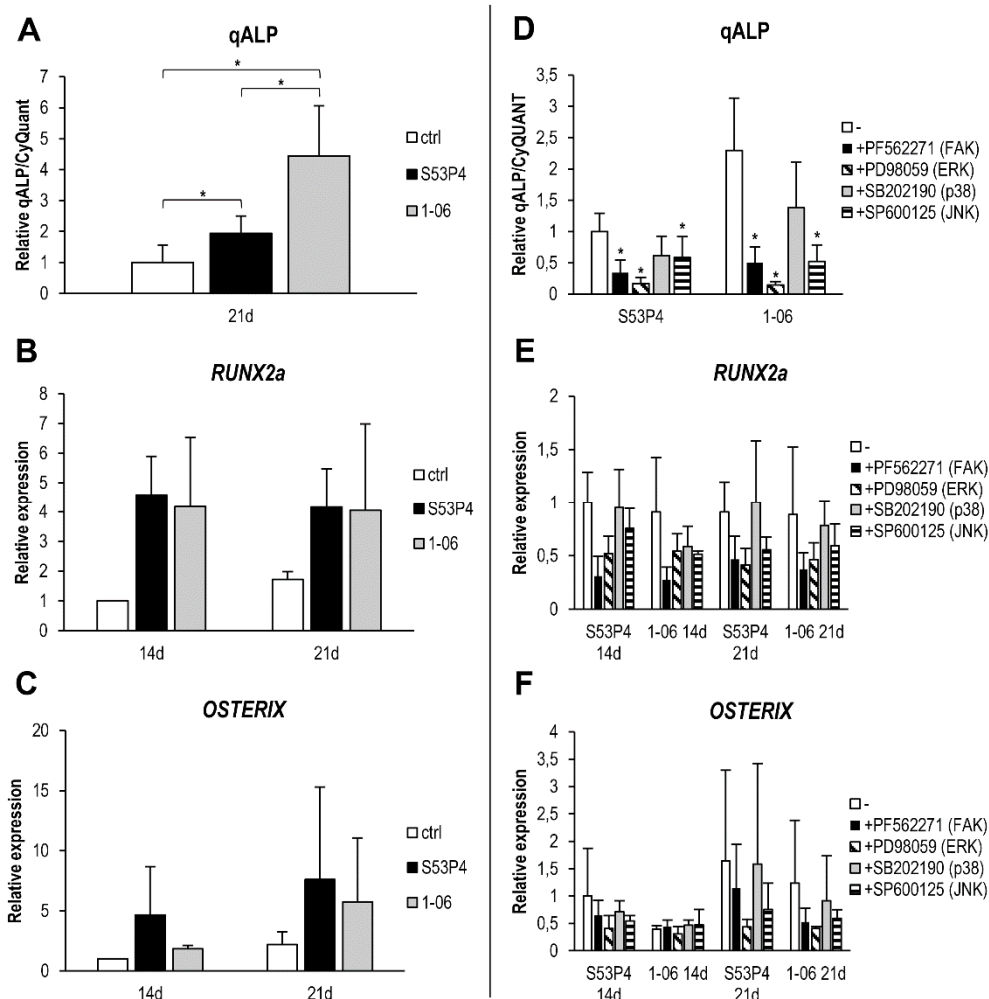 A
qALP
Relative qALP/CyQuant
8
7
6
5
4
3
2
1
0
*
*
*
21d
ctrl
S53P4
1-06
B
RUNX2a
Relative expression
8
7
6
5
4
3
2
1
0
14d 21d
ctrl
S53P4
1-06
C
OSTERIX
Relative expression
20
15
10
5
0
14d 21d
ctrl
S53P4
1-06
D
qALP
Relative qALP/CyQUANT
3,5
3
2,5
2
1,5
1
0,5
0
* * * * * *
S53P4 1-06
-
+PF562271 (FAK)
+PD98059 (ERK)
+SB202190 (p38)
+SP600125 (JNK)
E
RUNX2a
Relative expression
2
1,5
1
0,5
0
S53P4 1-06 14d S53P4 1-06 21d
14d 21d
-
+PF562271 (FAK)
+PD98059 (ERK)
+SB202190 (p38)
+SP600125 (JNK)
F
OSTERIX
Relative expression
4
3,5
3
2,5
2
1,5
1
0,5
0
S53P4 1-06 14d S53P4 1-06 21d
14d 21d
-
+PF562271 (FAK)
+PD98059 (ERK)
+SB202190 (p38)
+SP600125 (JNK)